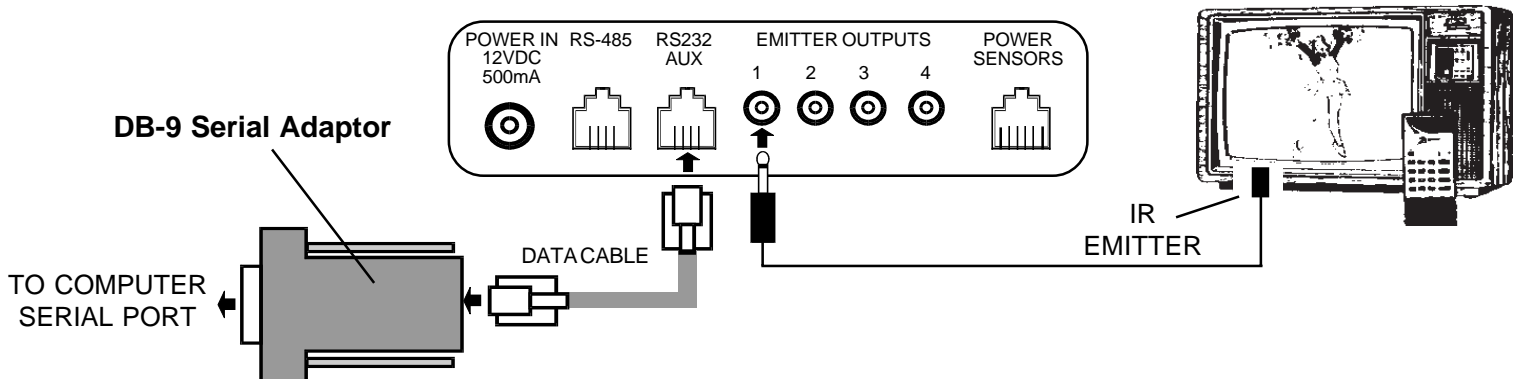 POWER IN
12VDC
500mA
RS-485
RS232
AUX
EMITTER OUTPUTS
1 2 3 4
POWER
SENSORS
DB-9 Serial Adaptor
IR
EMITTER
DATA CABLE
TO COMPUTER
SERIAL PORT